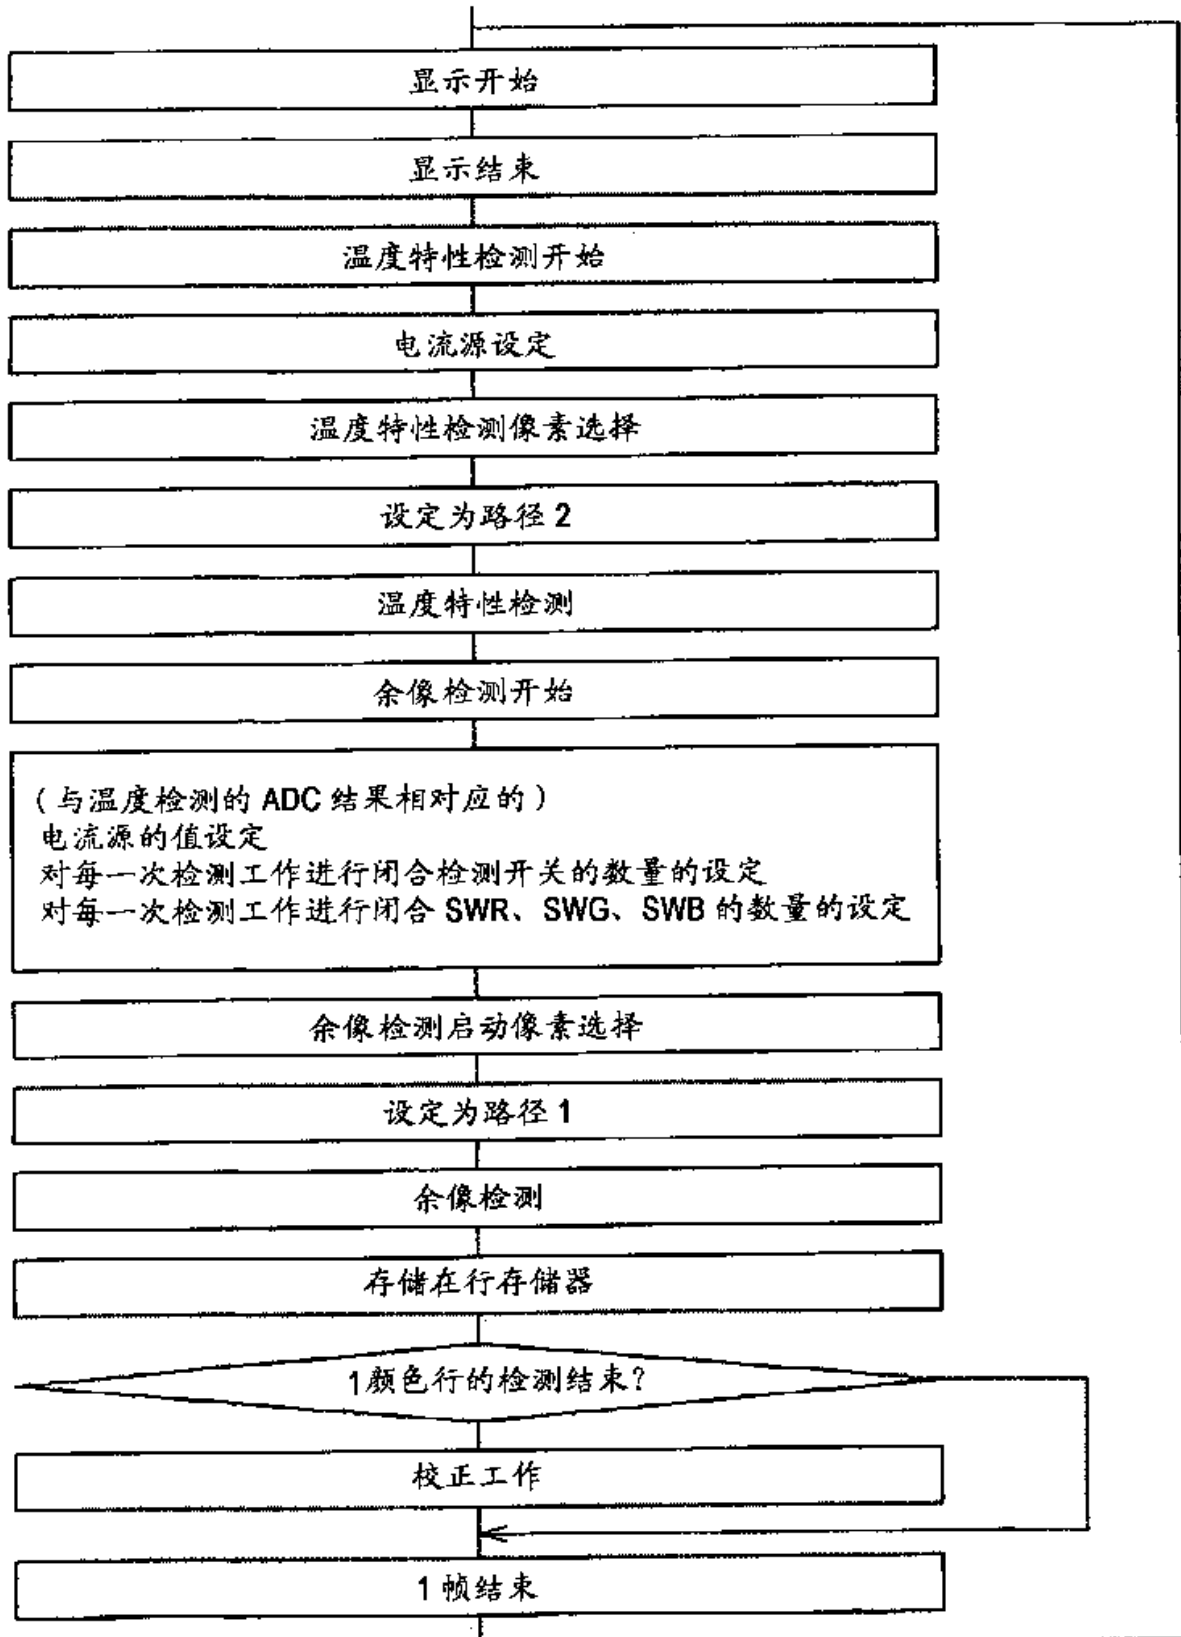 显示开始
显示结束
温度特性检测开始
电流源设定
温度特性检测像素选择
设定为路径 2
温度特性检测
余像检测开始
(与温度检测的 ADC 结果相对应的)
电流源的值设定
对每一次检测工作进行闭合检测开关的数量的设定
对每一次检测工作进行闭合 SWR、SWG、SWB 的数量的设定
余像检测启动像素选择
设定为路径 1
余像检测
存储在行存储器
1颜色行的检测结束?
校正工作
1 帧结束